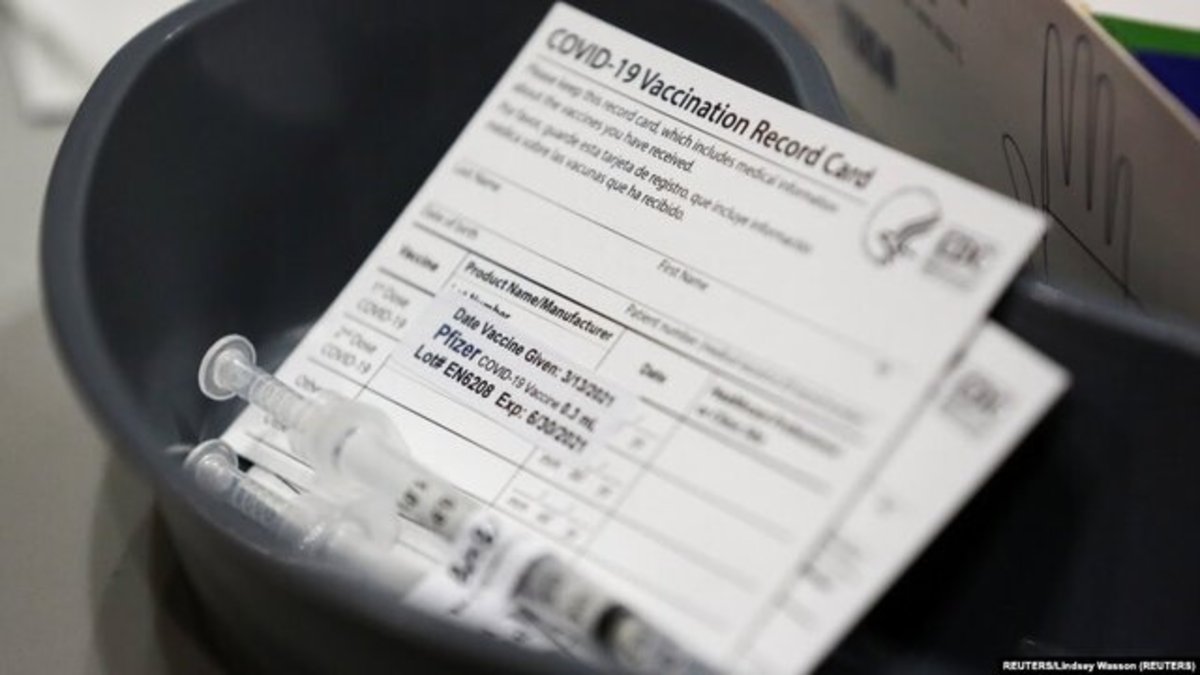 COVID-19 Vaccination Record Card
Please keep this record card, which includes medical information
about the vaccines you have received.
Por favor, guarde esta tarjeta de registro, que incluye información
médica sobre las vacunas que ha recibido.
Last Name
First Name
Date of birth
Patient number
Vaccine
Product Name/Manufacturer
Lot Number
Date
1st Dose
COVID-19
2nd Dose
COVID-19
Other
Date Vaccine Given: 3/13/2021
Pfizer COVID-19 Vaccine 0.3 mL
Lot# EN6208 Exp: 6/30/2021
CDC
CDC
REUTERS/Lindsey Wasson (REUTERS)